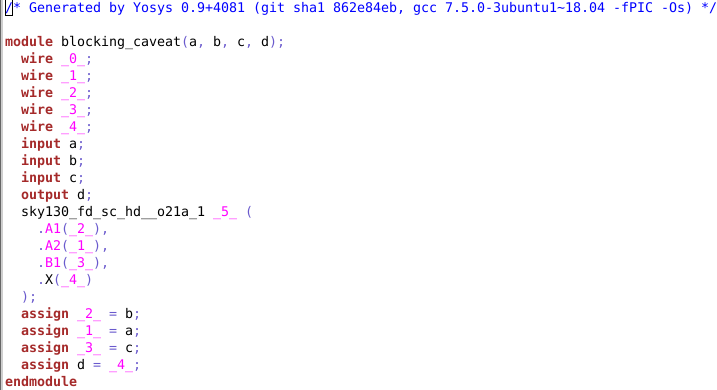 /* Generated by Yosys 0.9+4081 (git sha1 862e84eb, gcc 7.5.0-3ubuntu1~18.04 -fPIC -Os) */
module blocking_caveat(a, b, c, d);
wire _0_;
wire _1_;
wire _2_;
wire _3_;
wire _4_;
input a;
input b;
input c;
output d;
sky130_fd_sc_hd__o21a_1 _5_ (
.A1(_2_),
.A2(_1_),
.B1(_3_),
.X(_4_)
);
assign _2_ = b;
assign _1_ = a;
assign _3_ = c;
assign d = _4_;
endmodule